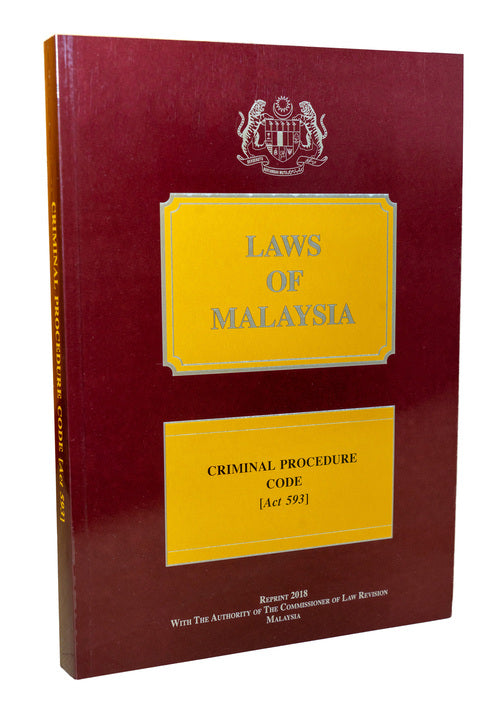 LAWS
OF
MALAYSIA
CRIMINAL PROCEDURE
CODE
[Act 593]
REPRINT 2018
WITH THE AUTHORITY OF THE COMMISSIONER OF LAW REVISION
MALAYSIA
CRIMINAL PROCEDURE CODE [Act 593]